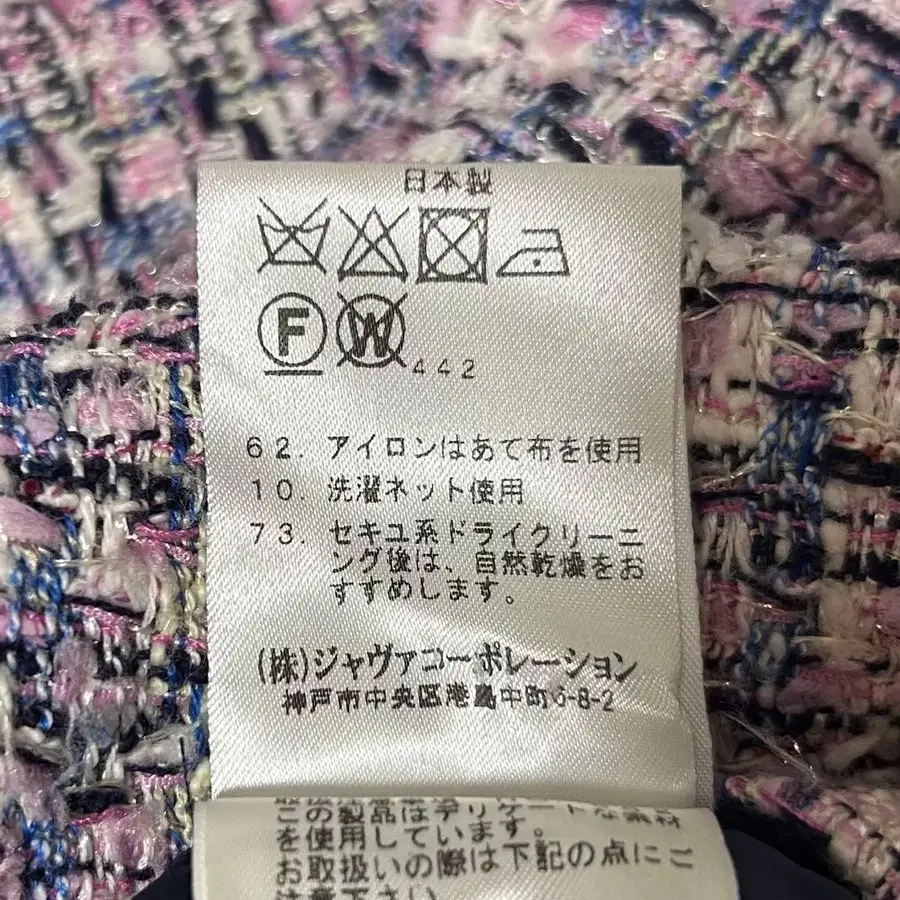 日本製
F W 442
62. アイロンはあて布を使用
10. 洗濯ネット使用
73. セキユ系ドライクリーニ
ング後は、自然乾燥をお
すすめします。
(株)ジャヴァコーポレーション
神戸市中央区港島中町6-8-2
この製品はデリケートな素材
を使用しています。
お取扱いの際は下記の点にご
注意下さい。